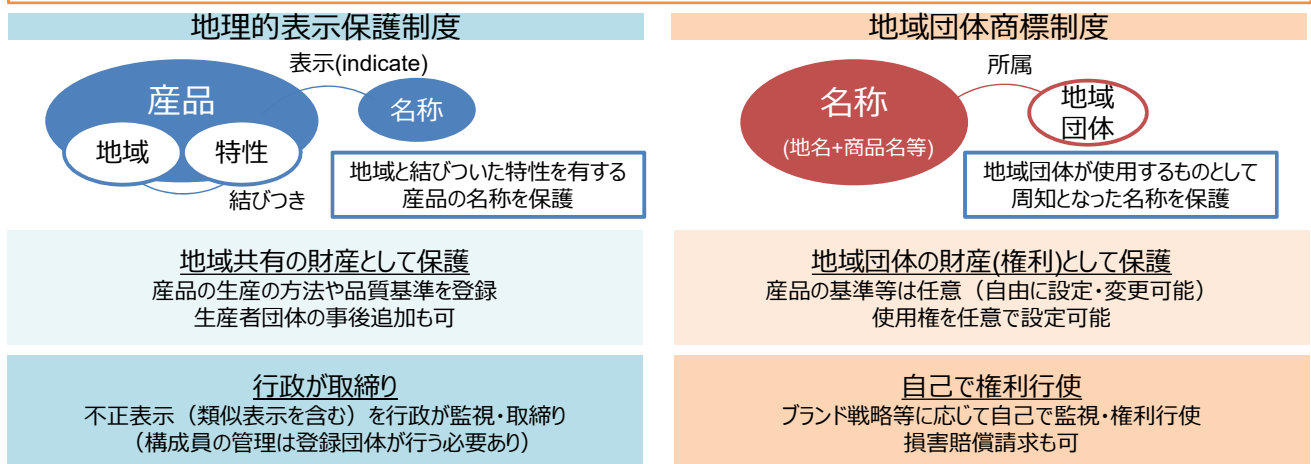 地理的表示保護制度
表示(indicate)
産品
名称
地域
特性
結びつき
地域と結びついた特性を有する
産品の名称を保護
地域共有の財産として保護
産品の生産の方法や品質基準を登録
生産者団体の事後追加も可
行政が取締り
不正表示（類似表示を含む）を行政が監視・取締り
（構成員の管理は登録団体が行う必要あり）
地域団体商標制度
所属
名称
(地名+商品名等)
地域
団体
地域団体が使用するものとして
周知となった名称を保護
地域団体の財産(権利)として保護
産品の基準等は任意（自由に設定・変更可能）
使用権を任意で設定可能
自己で権利行使
ブランド戦略等に応じて自己で監視・権利行使
損害賠償請求も可